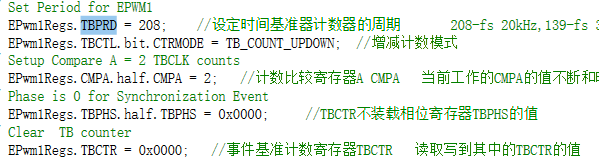 Set Period for EPWM1
EPwm1Regs.TBPRD = 208; //设定时间基准器计数器的周期 208-fs 20kHz,139-fs
EPwm1Regs.TBCTL.bit.CTRMODE = TB_COUNT_UPDOWN; //增减计数模式
Setup Compare A = 2 TBCLK counts
EPwm1Regs.CMPA.half.CMPA = 2; //计数比较寄存器A CMPA 当前工作的CMPA的值不断和
Phase is 0 for Synchronization Event
EPwm1Regs.TBPHS.half.TBPHS = 0x0000; //TBCTR不装载相位寄存器TBPHS的值
Clear TB counter
EPwm1Regs.TBCTR = 0x0000; //事件基准计数寄存器TBCTR 读取写到其中的TBCTR的值